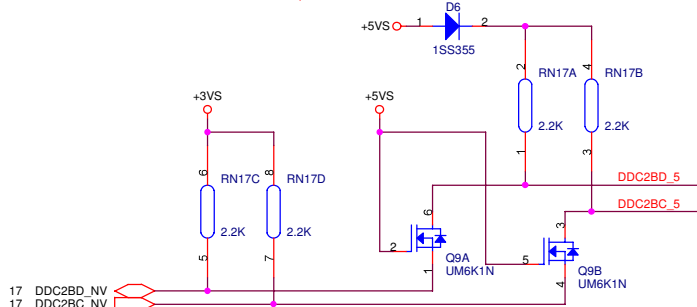 D6
+5VS 1 2
1SS355
2 RN17A 4 RN17B
+3VS +5VS
2.2K 2.2K
1 3
6 RN17C 8 RN17D
DDC2BD_5
2.2K 2.2K
DDC2BC_5
6 3
2 5
5 7
Q9A
UM6K1N
1
Q9B
UM6K1N
4
17 DDC2BD_NV
17 DDC2BC_NV